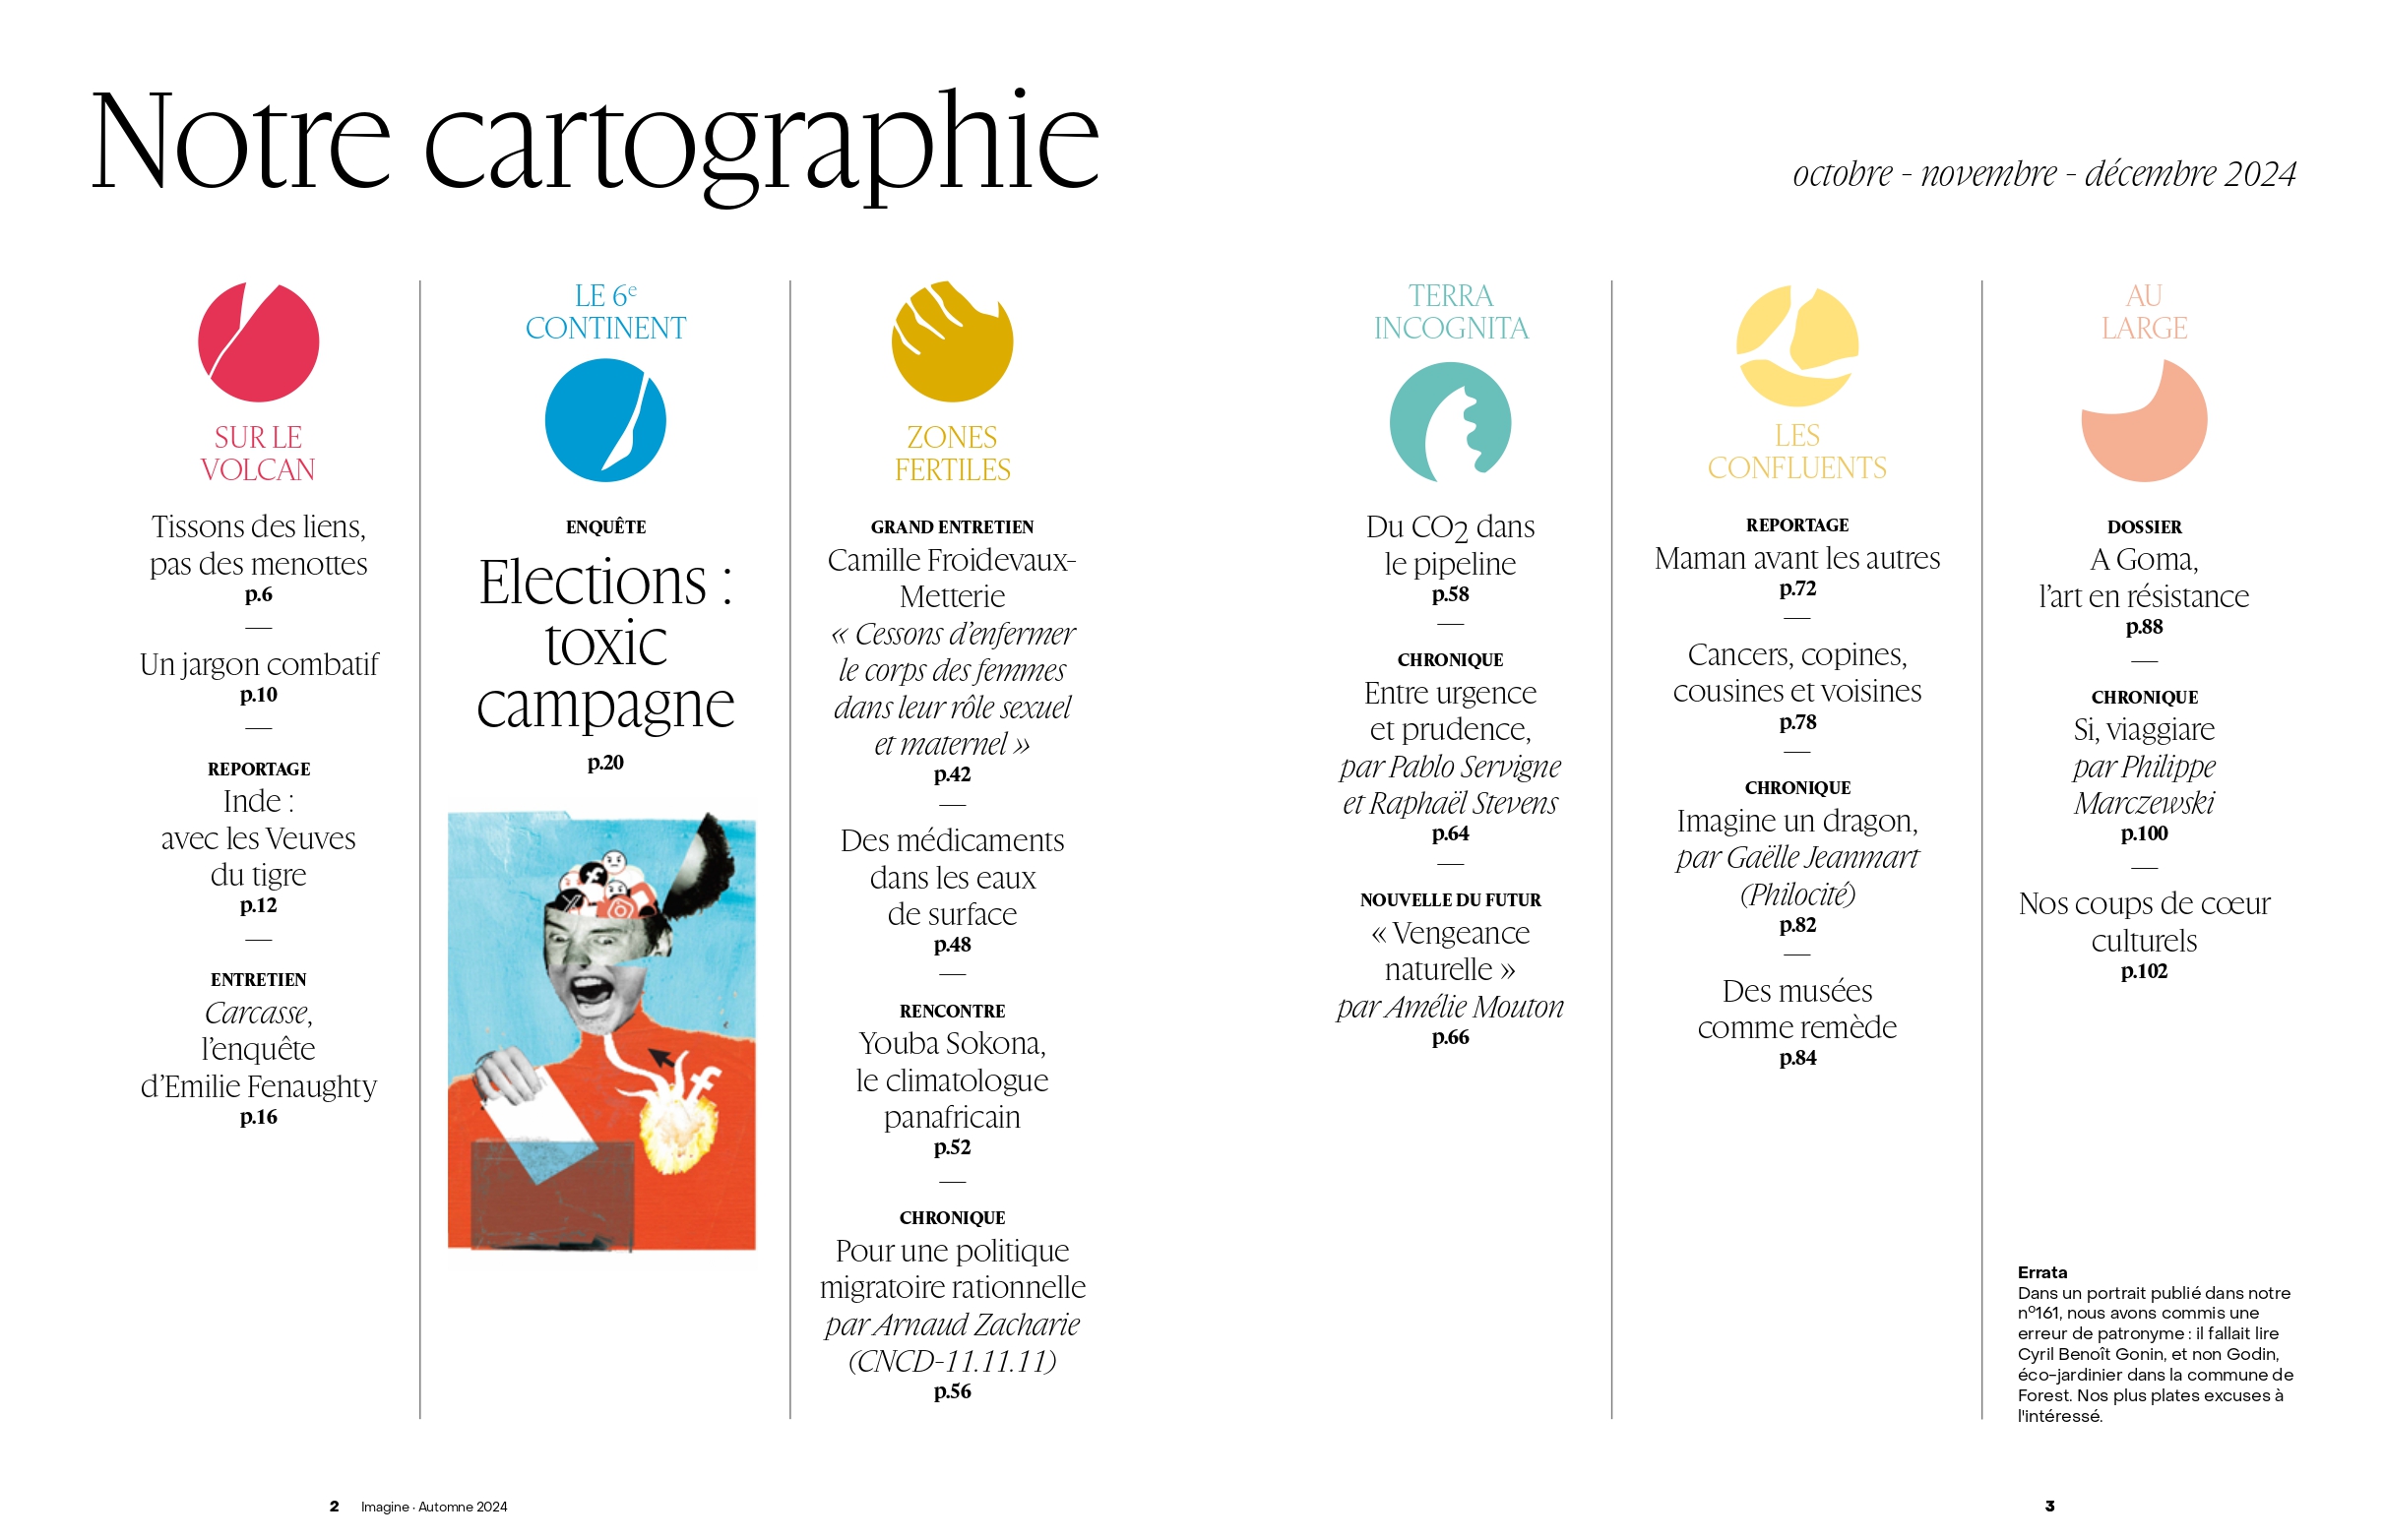 Notre cartographie
octobre - novembre - décembre 2024
SUR LE
VOLCAN
Tissons des liens,
pas des menottes
p.6
—
Un jargon combatif
p.10
—
REPORTAGE
Inde :
avec les Veuves
du tigre
p.12
—
ENTRETIEN
Carcasse,
l’enquête
d’Emilie Fenaughty
p.16
LE 6e
CONTINENT
ENQUÊTE
Elections :
toxic
campagne
p.20
ZONES
FERTILES
GRAND ENTRETIEN
Camille Froidevaux-
Metterie
« Cessons d’enfermer
le corps des femmes
dans leur rôle sexuel
et maternel »
p.42
—
Des médicaments
dans les eaux
de surface
p.48
—
RENCONTRE
Youba Sokona,
le climatologue
panafricain
p.52
—
CHRONIQUE
Pour une politique
migratoire rationnelle
par Arnaud Zacharie
(CNCD-11.11.11)
p.56
TERRA
INCOGNITA
Du CO2 dans
le pipeline
p.58
—
CHRONIQUE
Entre urgence
et prudence,
par Pablo Servigne
et Raphaël Stevens
p.64
—
NOUVELLE DU FUTUR
« Vengeance
naturelle »
par Amélie Mouton
p.66
LES
CONFLUENTS
REPORTAGE
Maman avant les autres
p.72
—
Cancers, copines,
cousines et voisines
p.78
—
CHRONIQUE
Imagine un dragon,
par Gaëlle Jeanmart
(Philocité)
p.82
—
Des musées
comme remède
p.84
AU
LARGE
DOSSIER
A Goma,
l’art en résistance
p.88
—
CHRONIQUE
Si, viaggiare
par Philippe
Marczewski
p.100
—
Nos coups de cœur
culturels
p.102
Errata
Dans un portrait publié dans notre
n°161, nous avons commis une
erreur de patronyme : il fallait lire
Cyril Benoît Gonin, et non Godin,
éco-jardinier dans la commune de
Forest. Nos plus plates excuses à
l'intéressé.
2 Imagine · Automne 2024
3